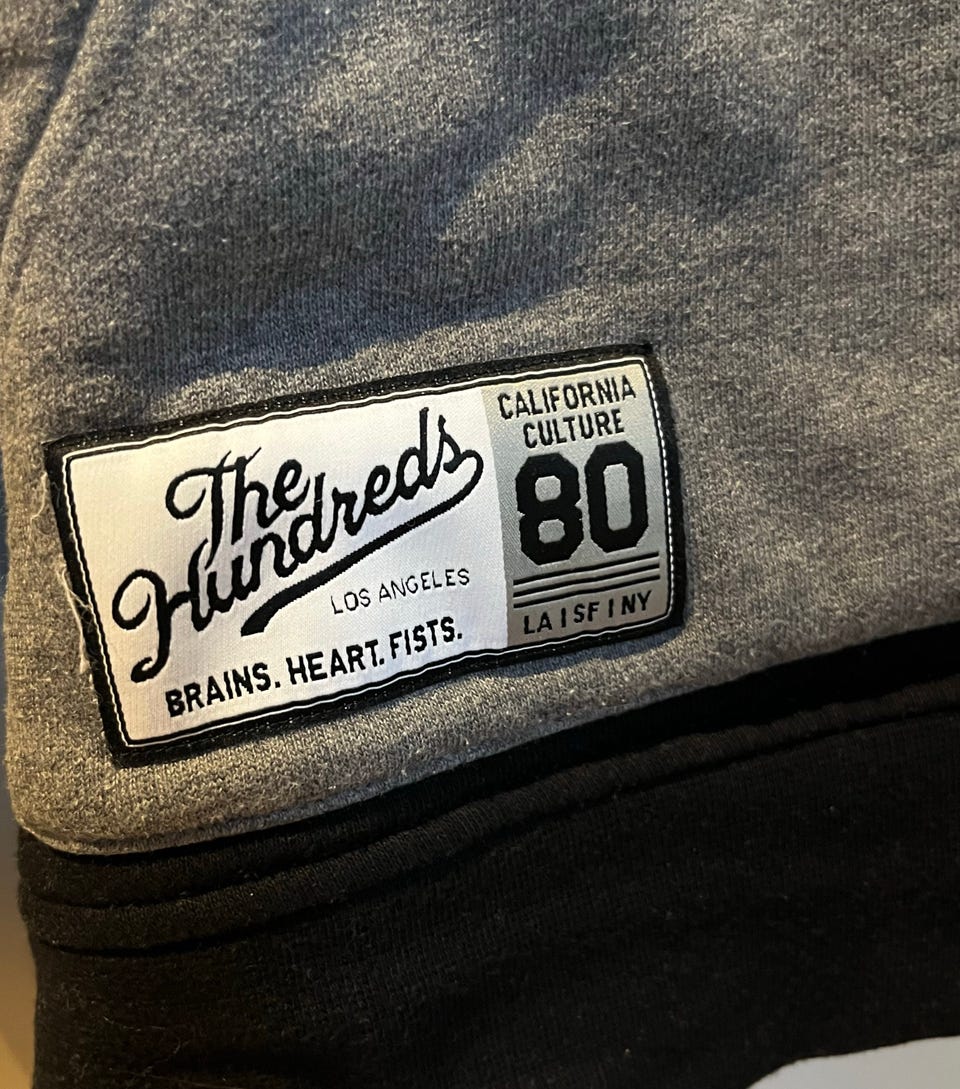 The
Hundreds
LOS ANGELES
BRAINS. HEART. FISTS.
CALIFORNIA
CULTURE
80
LA I SF I NY